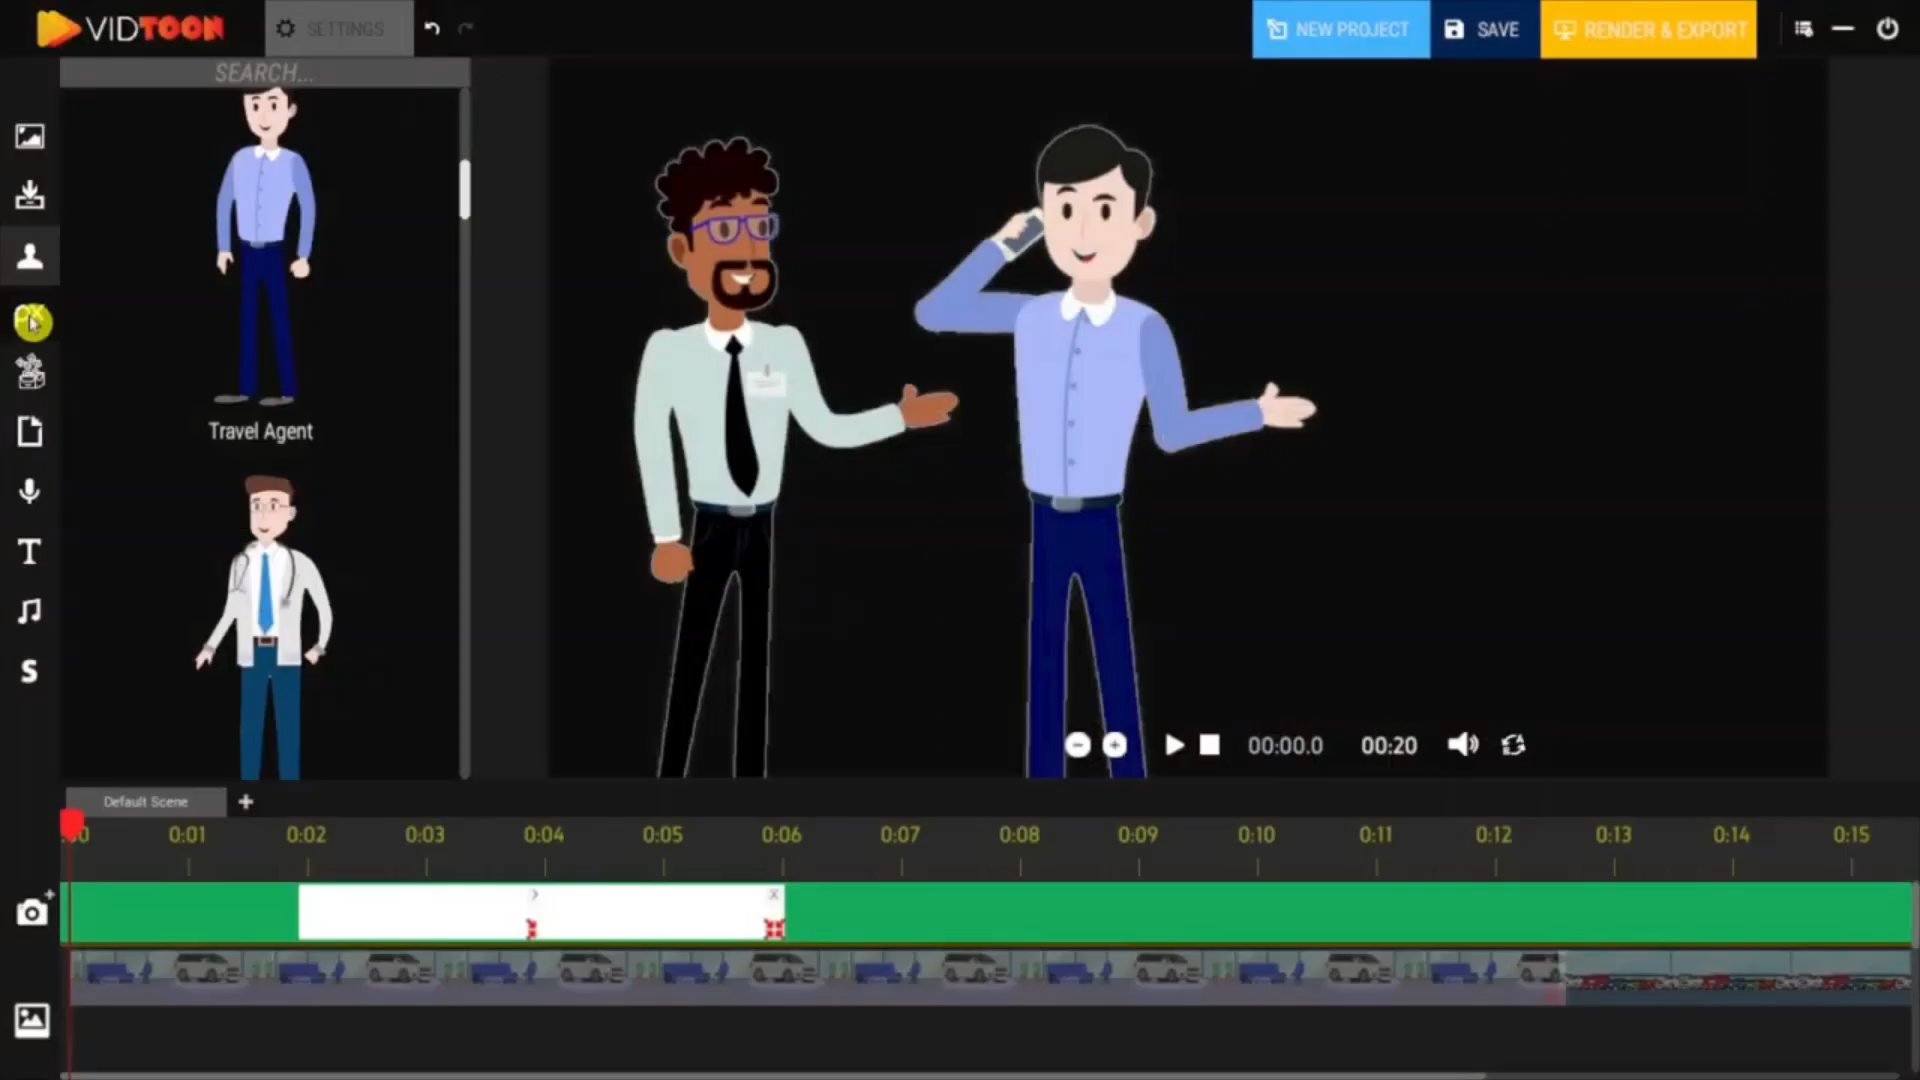 VIDTOON
SETTINGS
NEW PROJECT
SAVE
RENDER & EXPORT
SEARCH...
PX
Travel Agent
T
S
00:00.0
00:20
Default Scene
0:01 0:02 0:03 0:04 0:05 0:06 0:07 0:08 0:09 0:10 0:11 0:12 0:13 0:14 0:15